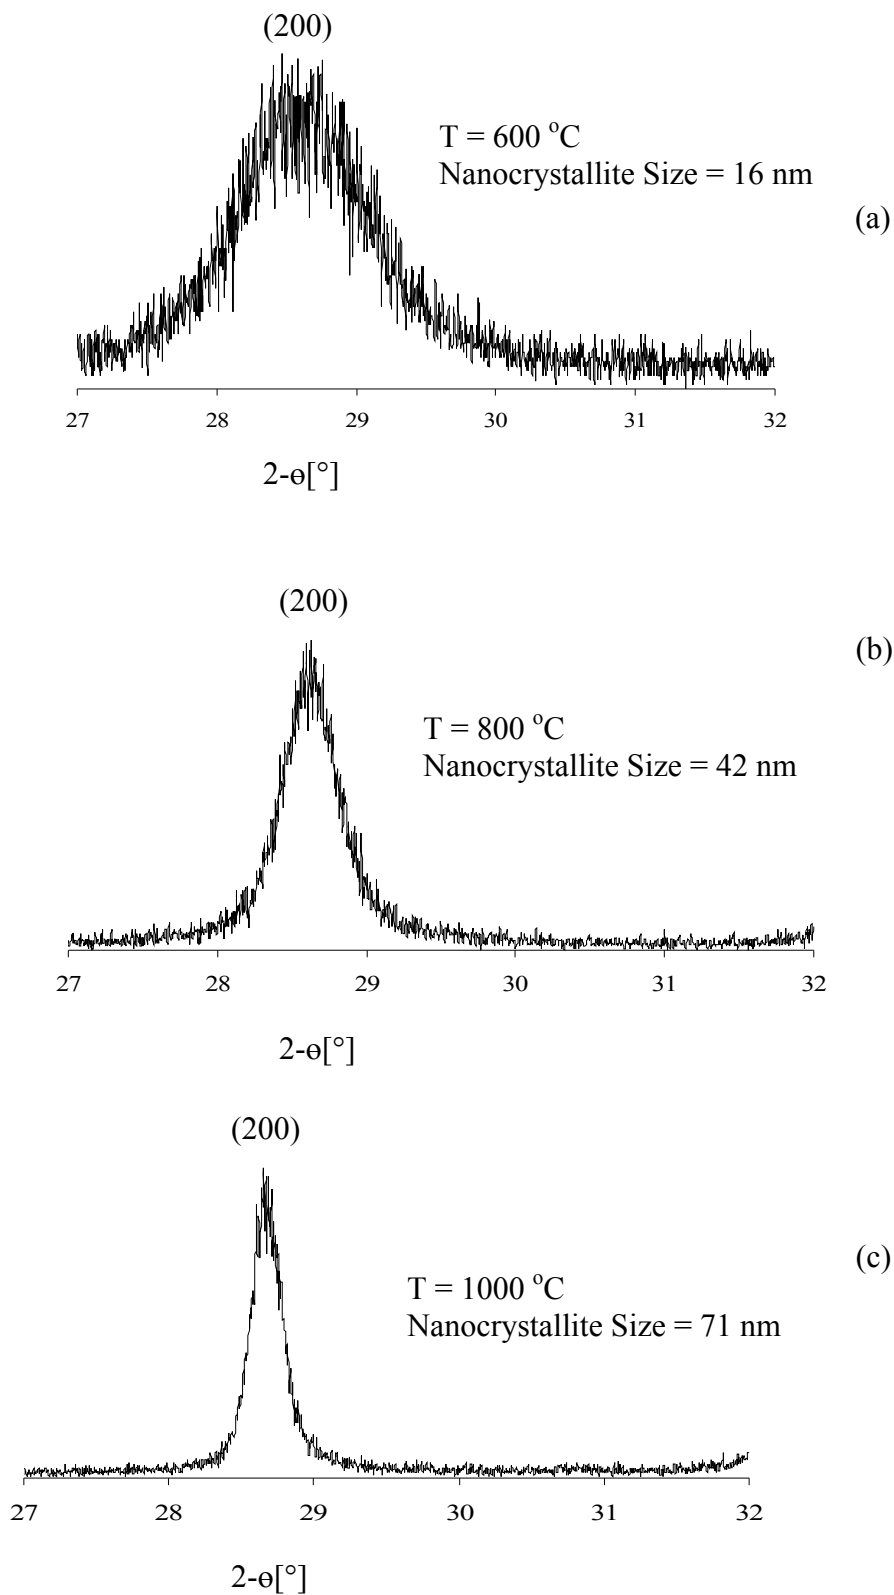 (200)
T = 600 °C
Nanocrystallite Size = 16 nm
(a)
27 28 29 30 31 32
2-ɵ[°]
(200)
(b)
T = 800 °C
Nanocrystallite Size = 42 nm
27 28 29 30 31 32
2-ɵ[°]
(200)
(c)
T = 1000 °C
Nanocrystallite Size = 71 nm
27 28 29 30 31 32
2-ɵ[°]